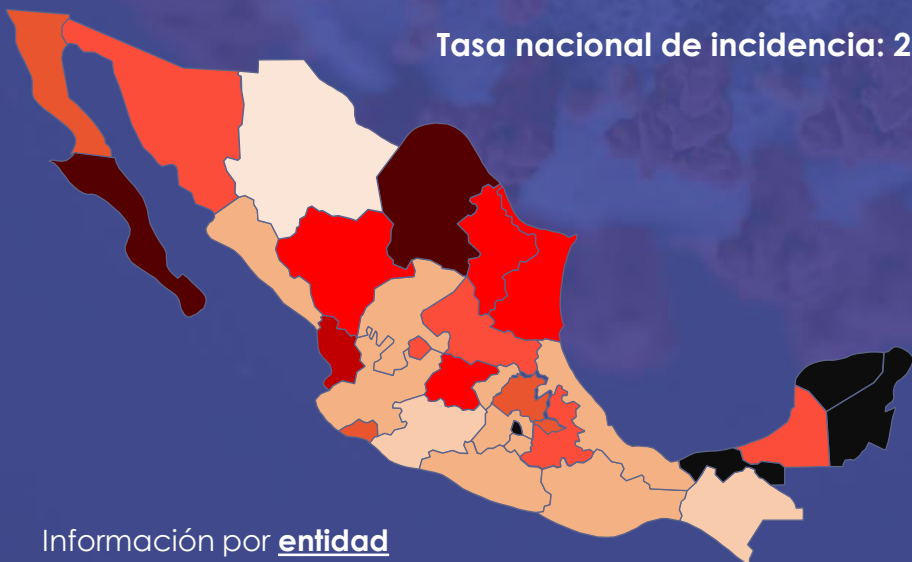 Tasa nacional de incidencia: 2
Información por entidad